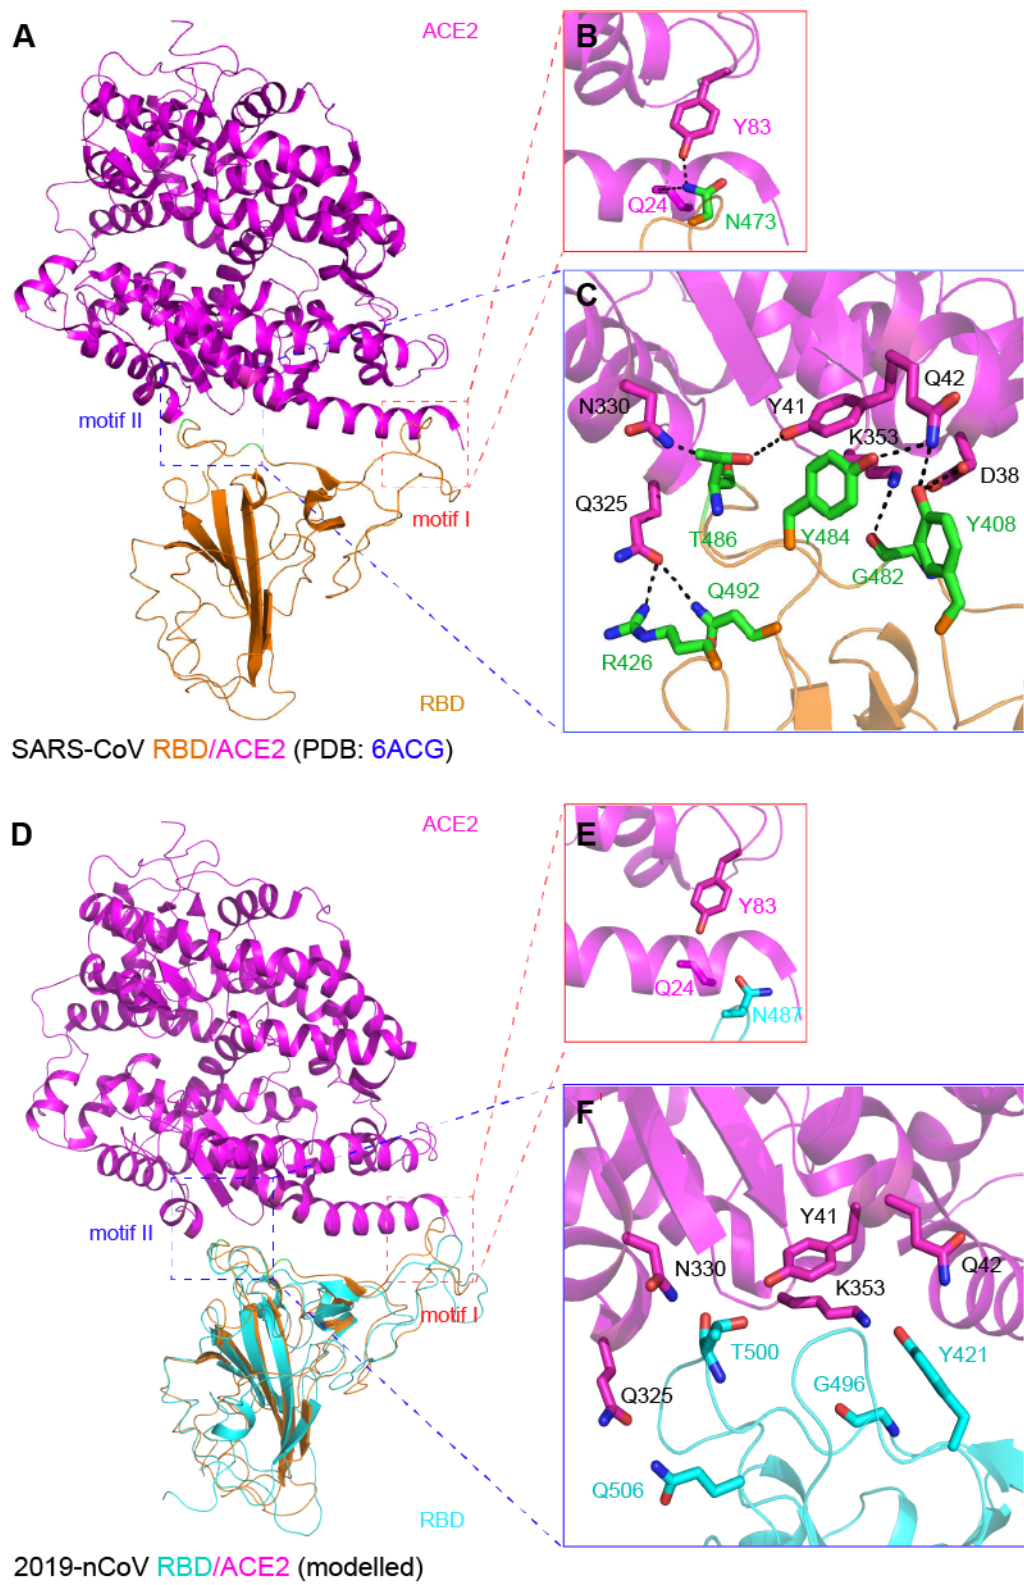 A
ACE2
motif II
motif I
RBD
SARS-CoV RBD/ACE2 (PDB: 6ACG)
B
Y83
Q24
N473
C
N330
Y41
Q42
K353
D38
Q325
T486
Y484
Y408
G482
Q492
R426
D
ACE2
motif II
motif I
RBD
2019-nCoV RBD/ACE2 (modelled)
E
Y83
Q24
N487
F
Y41
N330
Q42
K353
T500
Y421
Q325
G496
Q506